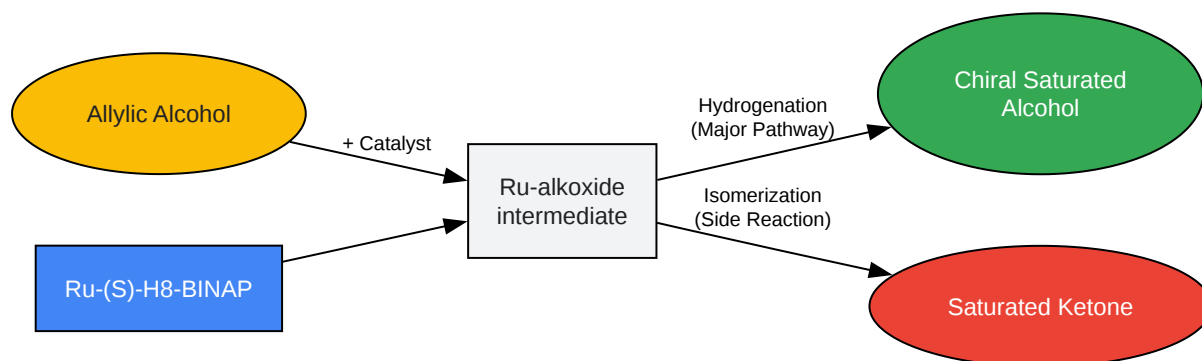 Allylic Alcohol
+ Catalyst
Ru-(S)-H8-BINAP
Ru-alkoxide
intermediate
Hydrogenation
(Major Pathway)
Isomerization
(Side Reaction)
Chiral Saturated
Alcohol
Saturated Ketone